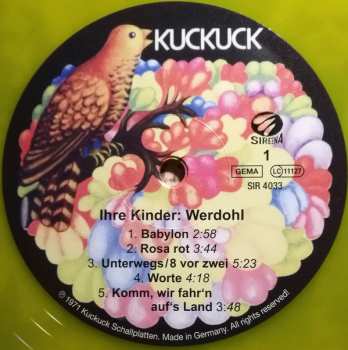 KUCKUCK
SIREENA
1
GEMA LC 11127
SIR 4033
Ihre Kinder: Werdohl
1. Babylon 2:58
2. Rosa rot 3:44
3. Unterwegs/8 vor zwei 5:23
4. Worte 4:18
5. Komm, wir fahr'n
auf's Land 3:48
℗ 1971 Kuckuck Schallplatten. Made in Germany. All rights reserved!